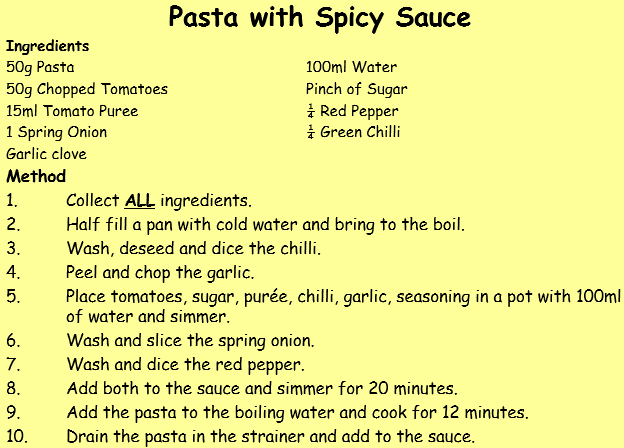 Pasta with Spicy Sauce
Ingredients
50g Pasta
50g Chopped Tomatoes
15ml Tomato Puree
1 Spring Onion
Garlic clove
100ml Water
Pinch of Sugar
¼ Red Pepper
¼ Green Chilli
Method
1. Collect ALL ingredients.
2. Half fill a pan with cold water and bring to the boil.
3. Wash, deseed and dice the chilli.
4. Peel and chop the garlic.
5. Place tomatoes, sugar, purée, chilli, garlic, seasoning in a pot with 100ml
of water and simmer.
6. Wash and slice the spring onion.
7. Wash and dice the red pepper.
8. Add both to the sauce and simmer for 20 minutes.
9. Add the pasta to the boiling water and cook for 12 minutes.
10. Drain the pasta in the strainer and add to the sauce.